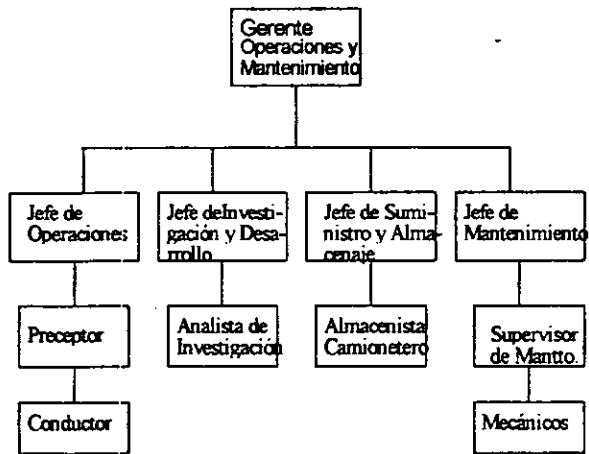 Gerente
Operaciones y
Mantenimiento
Jefe de
Operaciones
Jefe deInvesti-
gación y Desa-
rrollo
Jefe de Sumi-
nistro y Alma-
cenaje
Jefe de
Mantenimiento
Preceptor
Analista de
Investigación
Almacenista
Camionetero
Supervisor
de Mantto.
Conductor
Mecánicos